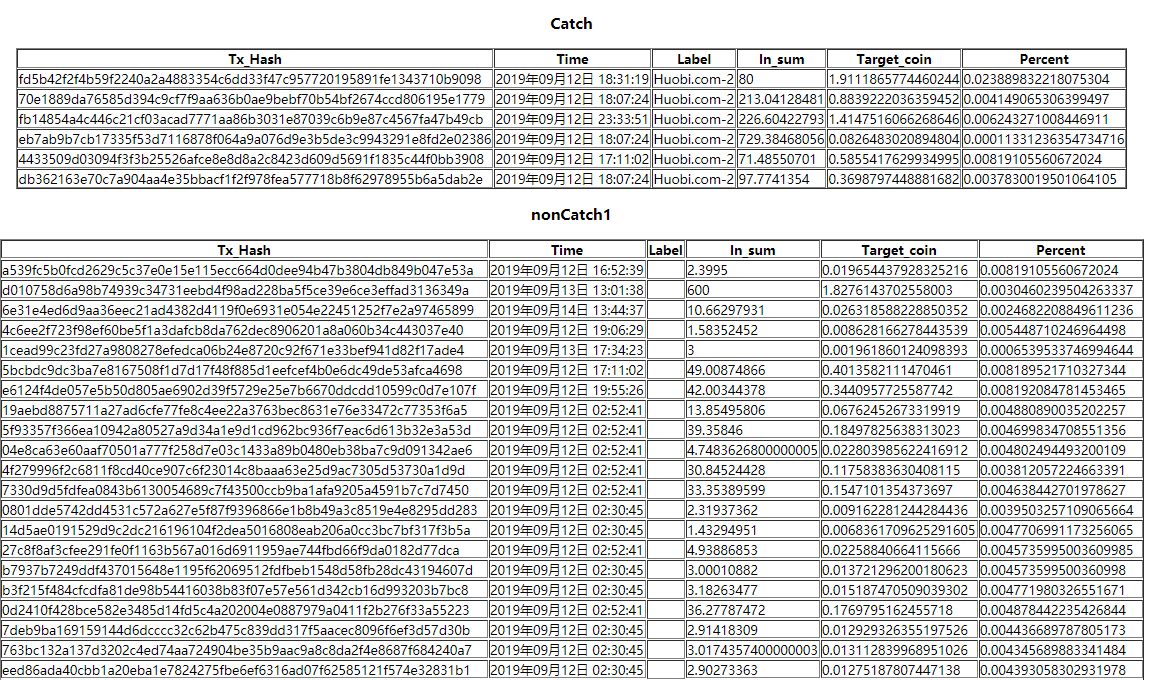 Catch
Tx_Hash Time Label In_sum Target_coin Percent
fd5b42f2f4b59f2240a2a4883354c6dd33f47c957720195891fe1343710b9098 2019年09月12日 18:31:19 Huobi.com-2 80 1.9111865774460244 0.023889832218075304
70e1889da76585d394c9cf7f9aa636b0ae9bebf70b54bf2674ccd806195e1779 2019年09月12日 18:07:24 Huobi.com-2 213.04128481 0.8839222036359452 0.004149065306399497
fb14854a4c446c21cf03acad7771aa86b3031e87039c6b9e87c4567fa47b49cb 2019年09月12日 23:33:51 Huobi.com-2 226.60422793 1.4147516066268646 0.006243271008446911
eb7ab9b7cb17335f53d7116878f064a9a076d9e3b5de3c9943291e8fd2e02386 2019年09月12日 18:07:24 Huobi.com-2 729.38468056 0.0826483020894804 0.00011331236354734716
4433509d03094f3f3b25526afce8e8d8a2c8423d609d5691f1835c44f0bb3908 2019年09月12日 17:11:02 Huobi.com-2 71.48550701 0.5855417629934995 0.00819105560672024
db362163e70c7a904aa4e35bbacf1f2f978fea577718b8f62978955b6a5dab2e 2019年09月12日 18:07:24 Huobi.com-2 97.7741354 0.3698797448881682 0.0037830019501064105
nonCatch1
Tx_Hash Time Label In_sum Target_coin Percent
a539fc5b0fcd2629c5c37e0e15e115ecc664d0dee94b47b3804db849b047e53a 2019年09月12日 16:52:39 2.3995 0.019654437928325216 0.00819105560672024
d010758d6a98b74939c34731eebd4f98ad228ba5f5ce39e6ce3effad3136349a 2019年09月13日 13:01:38 600 1.8276143702558003 0.0030460239504263337
6e31e4ed6d9aa36eec21ad4382d4119f0e6931e054e22451252f7e2a97465899 2019年09月14日 13:44:37 10.66297931 0.026318588228850352 0.0024682208849611236
4c6ee2f723f98ef60be5f1a3dafcb8da762dec8906201a8a060b34c443037e40 2019年09月12日 19:06:29 1.58352452 0.008628166278443539 0.005448710246964498
1cead99c23fd27a9808278efedca06b24e8720c92f671e33bef941d82f17ade4 2019年09月13日 17:34:23 3 0.001961860124098393 0.0006539533746994644
5bcbdc9dc3ba7e8167508f1d7d17f48f885d1eefcef4b0e6dc49de53afca4698 2019年09月12日 17:11:02 49.00874866 0.4013582111470461 0.008189521710327344
e6124f4de057e5b50d805ae6902d39f5729e25e7b6670ddcdd10599c0d7e107f 2019年09月12日 19:55:26 42.00344378 0.3440957725587742 0.008192084781453465
19aebd8875711a27ad6cfe77fe8c4ee22a3763bec8631e76e33472c77353f6a5 2019年09月12日 02:52:41 13.85495806 0.06762452673319919 0.004880890035202257
5f93357f366ea10942a80527a9d34a1e9d1cd962bc936f7eac6d613b32e3a53d 2019年09月12日 02:52:41 39.35846 0.18497825638313023 0.004699834708551356
04e8ca63e60aaf70501a777f258d7e03c1433a89b0480eb38ba7c9d091342ae6 2019年09月12日 02:52:41 4.7483626800000005 0.022803985622416912 0.004802494493200109
4f279996f2c6811f8cd40ce907c6f23014c8baaa63e25d9ac7305d53730a1d9d 2019年09月12日 02:52:41 30.84524428 0.11758383630408115 0.003812057224663391
7330d9d5fdfea0843b6130054689c7f43500ccb9ba1afa9205a4591b7c7d7450 2019年09月12日 02:52:41 33.35389599 0.1547101354373697 0.004638442701978627
0801dde5742dd4531c572a627e5f87f9396866e1b8b49a3c8519e4e8295dd283 2019年09月12日 02:30:45 2.31937362 0.009162281244284436 0.0039503257109065664
14d5ae0191529d9c2dc216196104f2dea5016808eab206a0cc3bc7bf317f3b5a 2019年09月12日 02:30:45 1.43294951 0.0068361709625291605 0.0047706991173256065
27c8f8af3cfee291fe0f1163b567a016d6911959ae744fbd66f9da0182d77dca 2019年09月12日 02:52:41 4.93886853 0.02258840664115666 0.0045735995003609985
b7937b7249ddf437015648e1195f62069512fdfbeb1548d58fb28dc43194607d 2019年09月12日 02:30:45 3.00010882 0.013721296200180623 0.00457359950036099​8
b3f215f484cfcdfa81de98b54416038b83f07e57e561d342cb16d993203b7bc8 2019年09月12日 02:30:45 3.18263477 0.015187470509039302 0.004771980326551671
0d2410f428bce582e3485d14fd5c4a202004e0887979a0411f2b276f33a55223 2019年09月12日 02:52:41 36.27787472 0.1769795162455718 0.004878442235426844
7deb9ba169159144d6dcccc32c62b475c839dd317f5aacec8096f6ef3d57d30b 2019年09月12日 02:30:45 2.91418309 0.012929326355197526 0.004436689787805173
763bc132a137d3202c4ed74aa724904be35b9aac9a8c8da2f4e8687f684240a7 2019年09月12日 02:30:45 3.0174357400000003 0.013112839968951026 0.004345689883341484
eed86ada40cbb1a20eba1e7824275fbe6ef6316ad07f62585121f574e32831b1 2019年09月12日 02:30:45 2.90273363 0.01275187807447138 0.004393058302931978